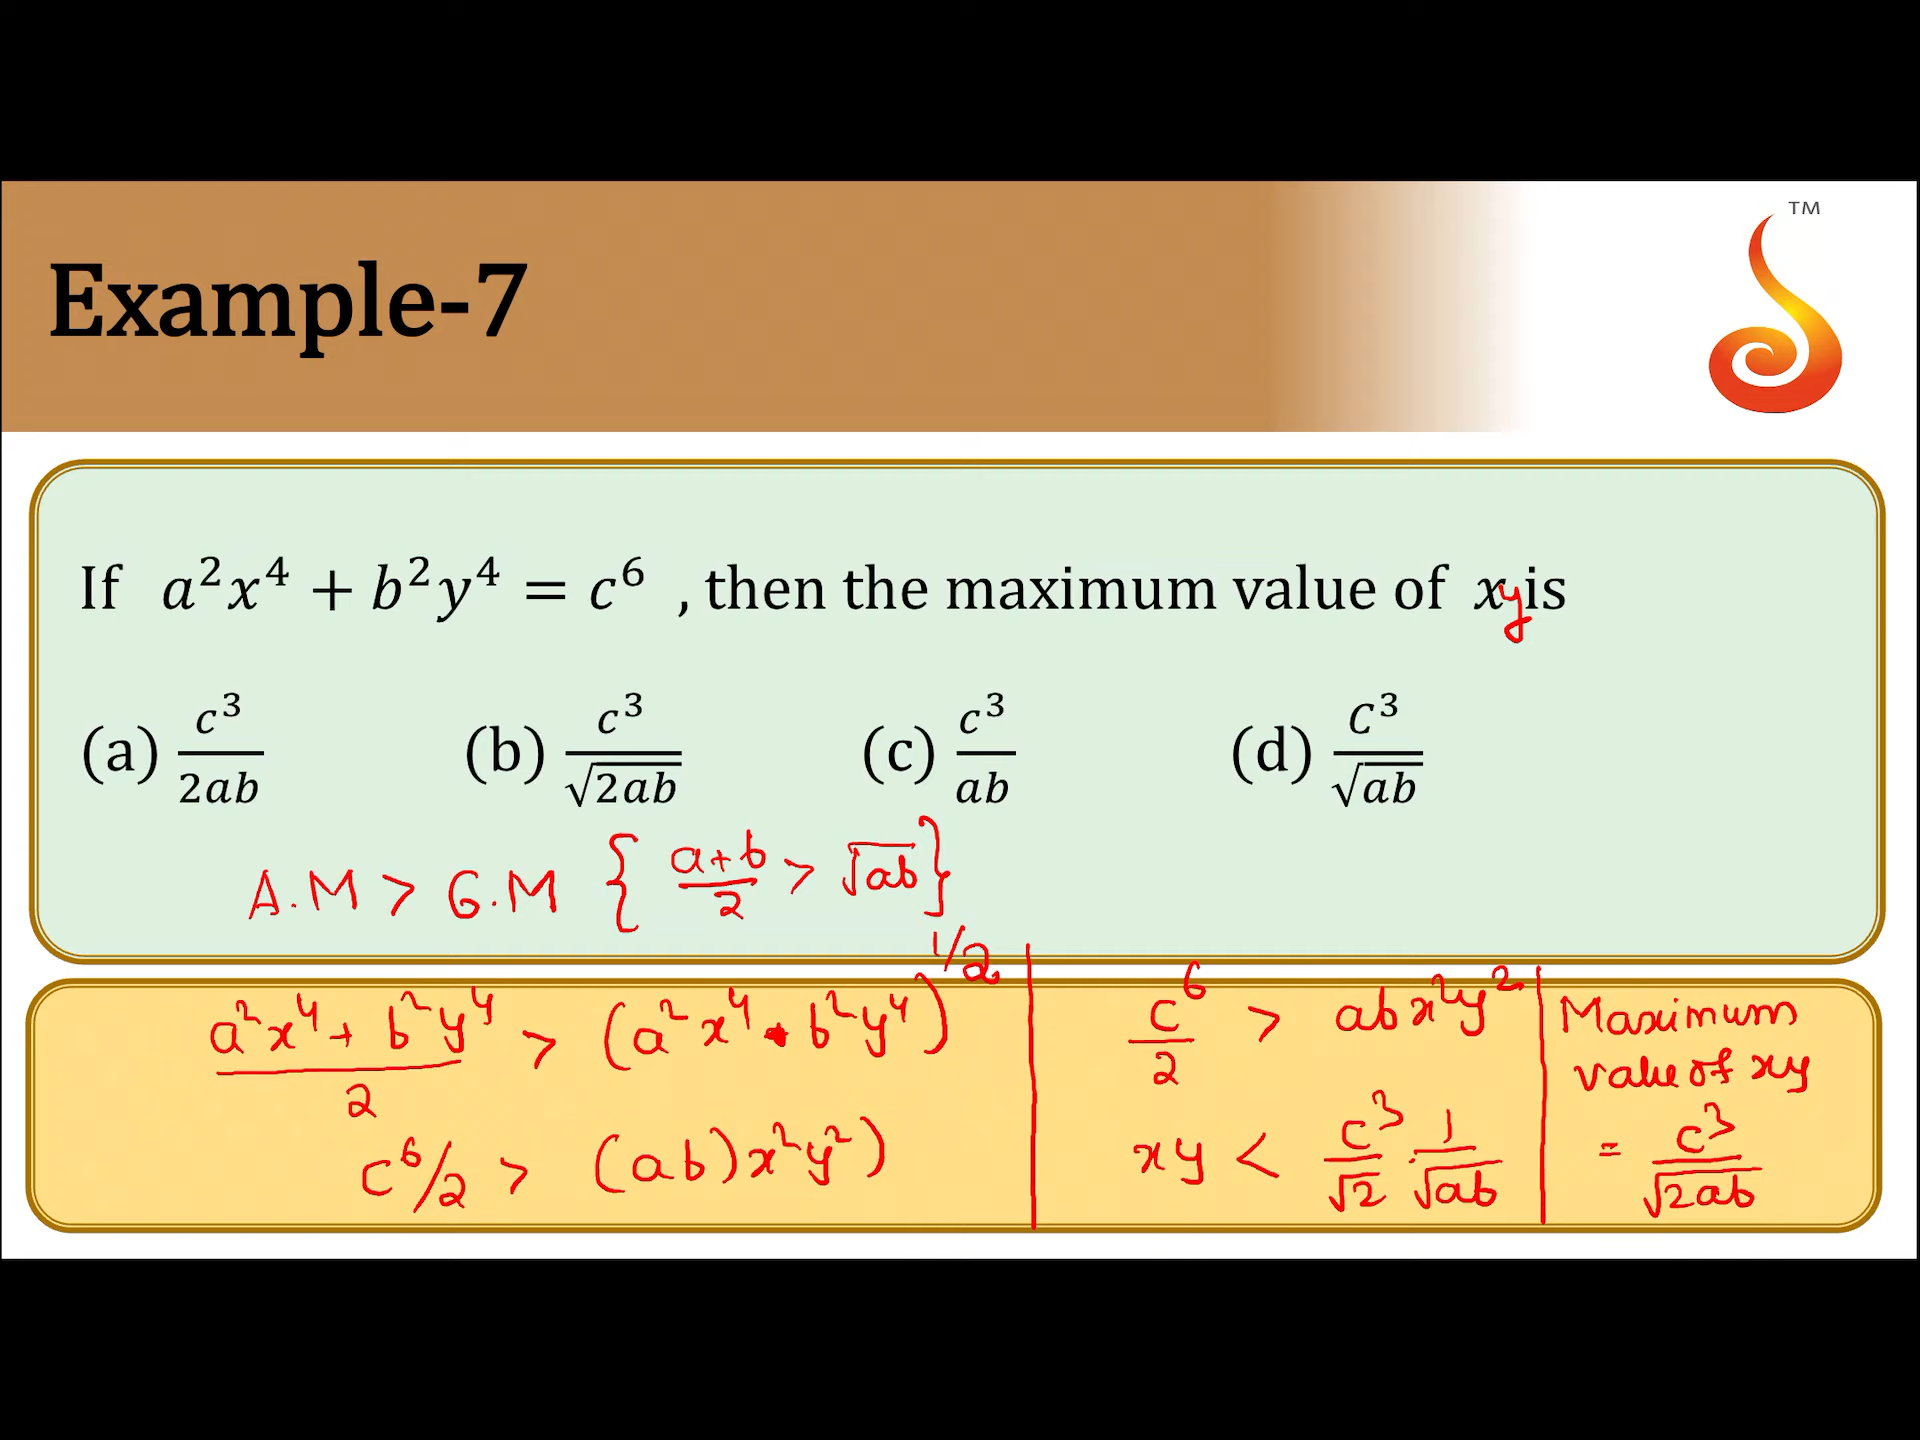 TM
Example-7
If a²x⁴ + b²y⁴ = c⁶ , then the maximum value of xy is
(a) c³/2ab (b) c³/√2ab (c) c³/ab (d) C³/√ab
A.M > G.M { a+b/2 > √ab }
a²x⁴ + b²y⁴/2 > (a²x⁴ · b²y⁴)^1/2
c⁶/2 > (ab)x²y²)
c⁶/2 > abx²y²
xy < c³/√2 · 1/√ab
Maximum
value of xy
= c³/√2ab